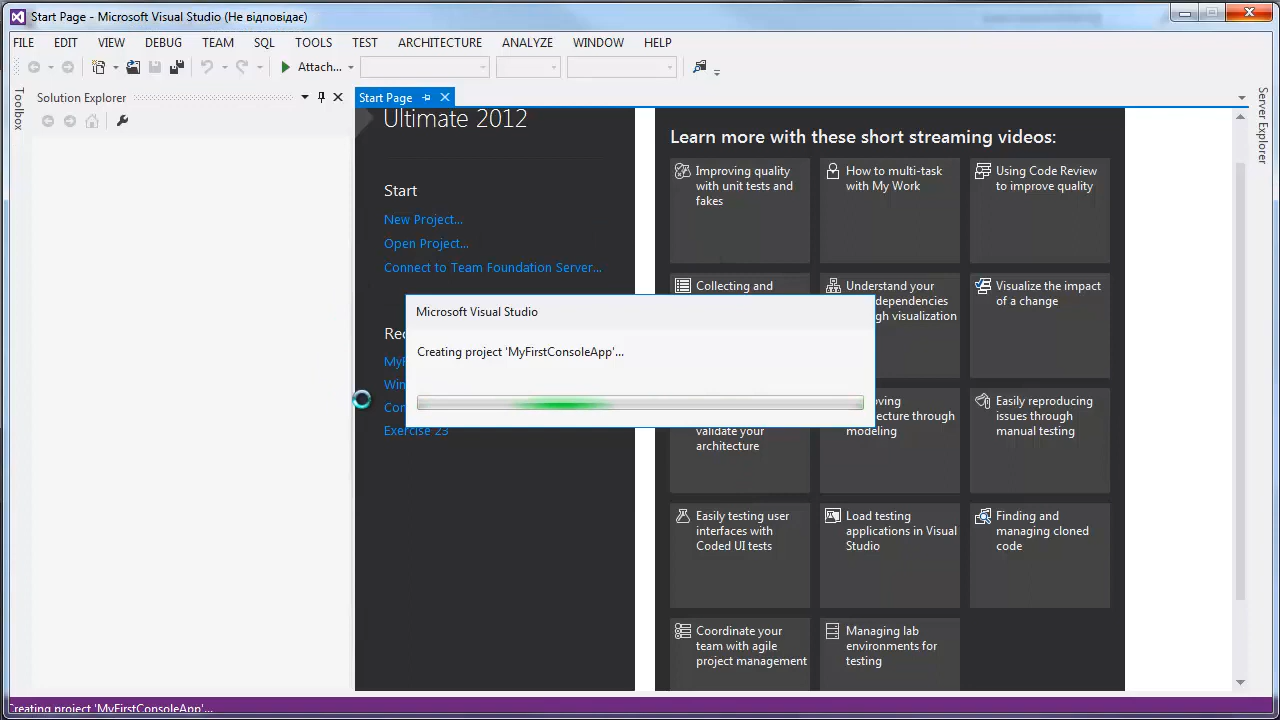 Start Page - Microsoft Visual Studio (Не відповідає)
FILE EDIT VIEW DEBUG TEAM SQL TOOLS TEST ARCHITECTURE ANALYZE WINDOW HELP
Attach...
Toolbox
Solution Explorer
Start Page
Server Explorer
Ultimate 2012
Start
New Project...
Open Project...
Connect to Team Foundation Server...
Exercise 23
Learn more with these short streaming videos:
Improving quality
with unit tests and
fakes
How to multi-task
with My Work
Using Code Review
to improve quality
Collecting and
Understand your
dependencies
visualization
Visualize the impact
of a change
validate your
architecture
through
modeling
Easily reproducing
issues through
manual testing
Easily testing user
interfaces with
Coded UI tests
Load testing
applications in Visual
Studio
Finding and
managing cloned
code
Coordinate your
team with agile
project management
Managing lab
environments for
testing
Microsoft Visual Studio
Creating project 'MyFirstConsoleApp'...
Creating project 'MyFirstConsoleApp'...